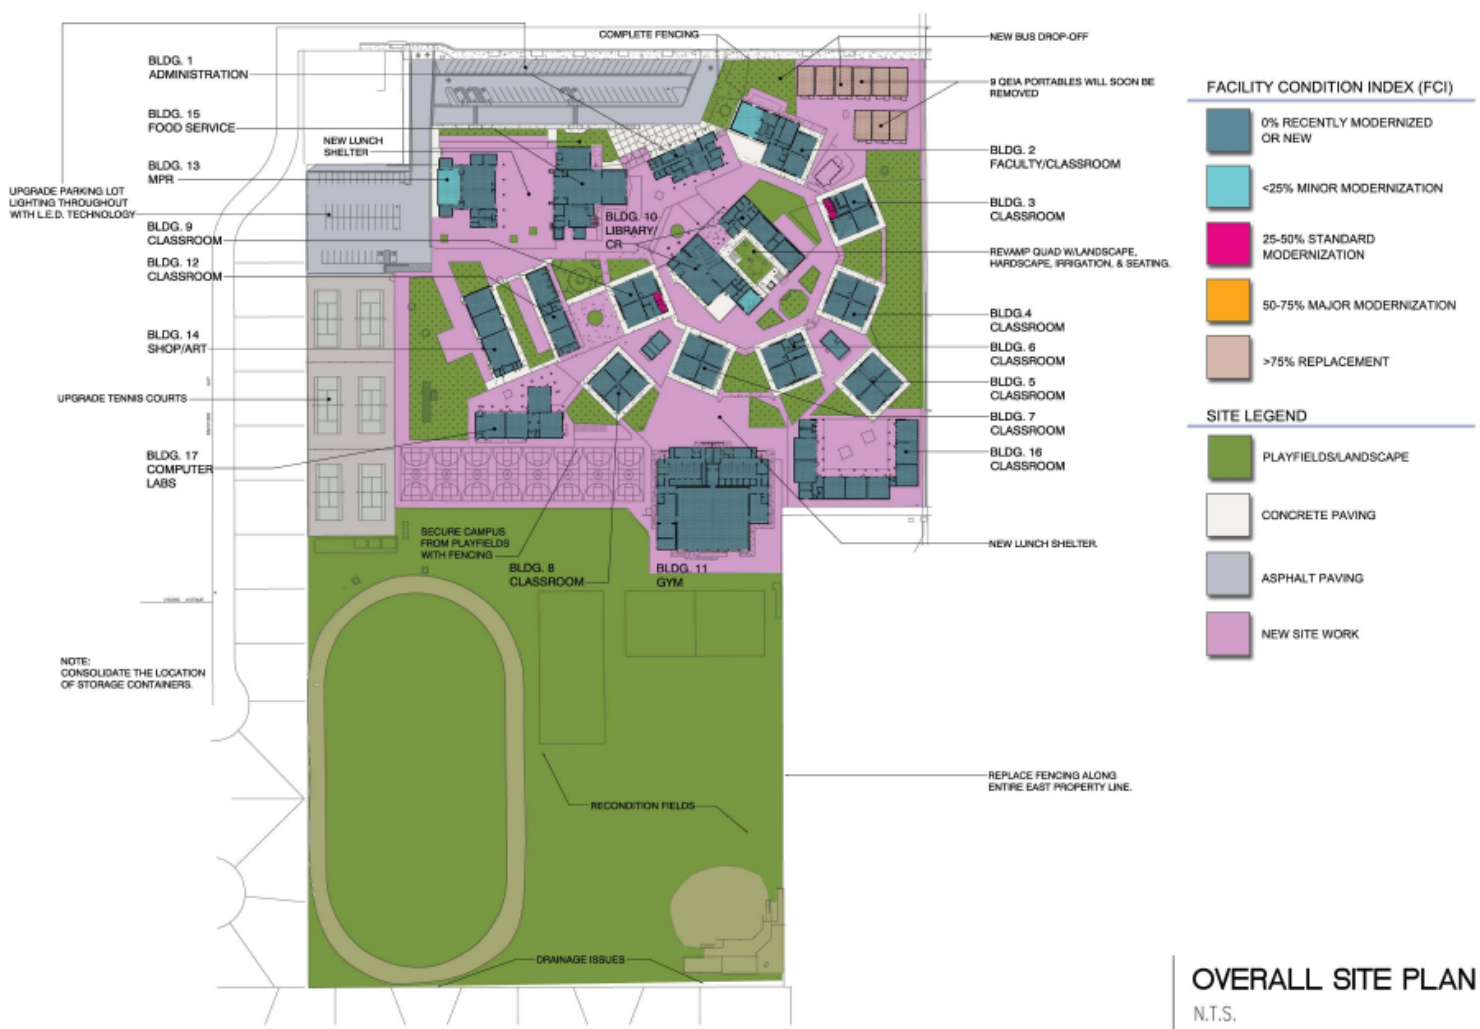 COMPLETE FENCING
NEW BUS DROP-OFF
BLDG. 1
ADMINISTRATION
9 QEIA PORTABLES WILL SOON BE
REMOVED
BLDG. 15
FOOD SERVICE
NEW LUNCH
SHELTER
BLDG. 2
FACULTY/CLASSROOM
BLDG. 13
MPR
UPGRADE PARKING LOT
LIGHTING THROUGHOUT
WITH L.E.D. TECHNOLOGY
BLDG. 3
CLASSROOM
BLDG. 10
LIBRARY/
CR
BLDG. 9
CLASSROOM
REVAMP QUAD W/LANDSCAPE,
HARDSCAPE, IRRIGATION, & SEATING.
BLDG. 12
CLASSROOM
BLDG.4
CLASSROOM
BLDG. 14
SHOP/ART
BLDG. 6
CLASSROOM
BLDG. 5
CLASSROOM
UPGRADE TENNIS COURTS
BLDG. 7
CLASSROOM
BLDG. 17
COMPUTER
LABS
BLDG. 16
CLASSROOM
SECURE CAMPUS
FROM PLAYFIELDS
WITH FENCING
NEW LUNCH SHELTER.
BLDG. 8
CLASSROOM
BLDG. 11
GYM
NOTE:
CONSOLIDATE THE LOCATION
OF STORAGE CONTAINERS.
REPLACE FENCING ALONG
ENTIRE EAST PROPERTY LINE.
RECONDITION FIELDS
DRAINAGE ISSUES
FACILITY CONDITION INDEX (FCI)
0% RECENTLY MODERNIZED
OR NEW
<25% MINOR MODERNIZATION
25-50% STANDARD
MODERNIZATION
50-75% MAJOR MODERNIZATION
>75% REPLACEMENT
SITE LEGEND
PLAYFIELDS/LANDSCAPE
CONCRETE PAVING
ASPHALT PAVING
NEW SITE WORK
OVERALL SITE PLAN
N.T.S.